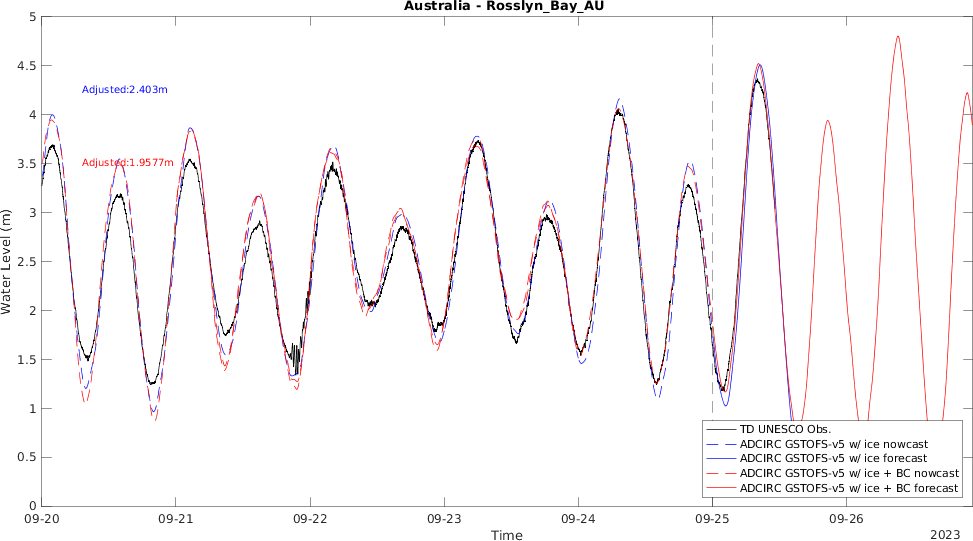 Australia - Rosslyn_Bay_AU
5
4.5
Adjusted:2.403m
4
3.5
Adjusted:1.9577m
3
2.5
2
1.5
1
0.5
0
Water Level (m)
TD UNESCO Obs.
ADCIRC GSTOFS-v5 w/ ice nowcast
ADCIRC GSTOFS-v5 w/ ice forecast
ADCIRC GSTOFS-v5 w/ ice + BC nowcast
ADCIRC GSTOFS-v5 w/ ice + BC forecast
09-20 09-21 09-22 09-23 09-24 09-25 09-26
Time
2023